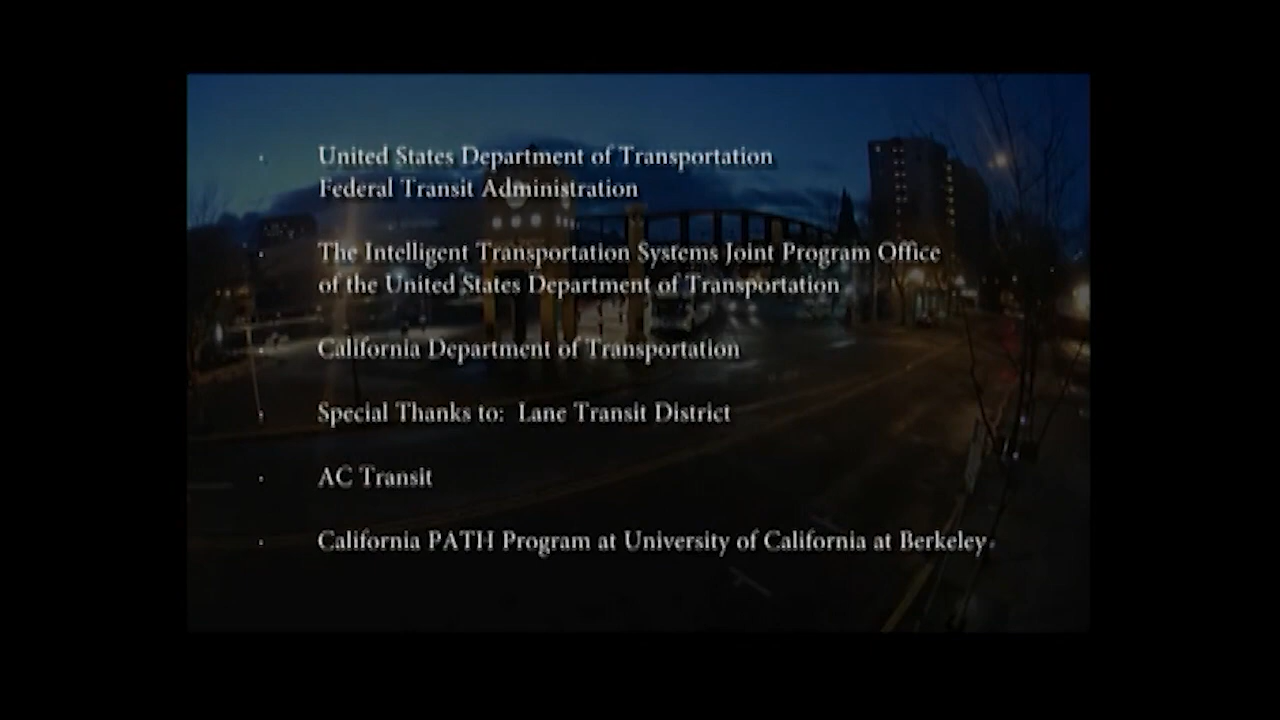 United States Department of Transportation
Federal Transit Administration
The Intelligent Transportation Systems Joint Program Office
of the United States Department of Transportation
California Department of Transportation
Special Thanks to:  Lane Transit District
AC Transit
California PATH Program at University of California at Berkeley